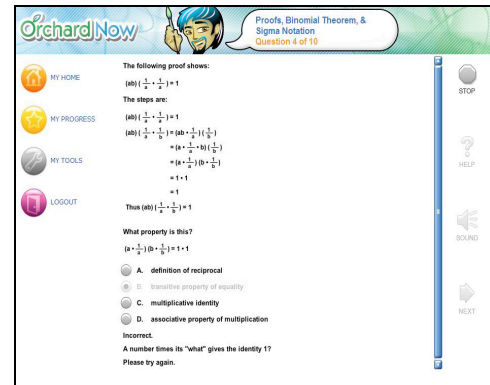 Orchard Now
Proofs, Binomial Theorem, &
Sigma Notation
Question 4 of 10
MY HOME
MY PROGRESS
MY TOOLS
LOGOUT
The following proof shows:
(ab) ( 1/a • 1/a ) = 1
The steps are:
(ab) ( 1/a • 1/a ) = 1
(ab) ( 1/a • 1/b ) = (ab • 1/a ) ( 1/b )
= (a • 1/a • b) ( 1/b )
= (a • 1/a ) (b • 1/b )
= 1 • 1
= 1
Thus (ab) ( 1/a • 1/b ) = 1
What property is this?
(a • 1/a ) (b • 1/b ) = 1 • 1
A. definition of reciprocal
B. transitive property of equality
C. multiplicative identity
D. associative property of multiplication
Incorrect.
A number times its "what" gives the identity 1?
Please try again.
STOP
HELP
SOUND
NEXT